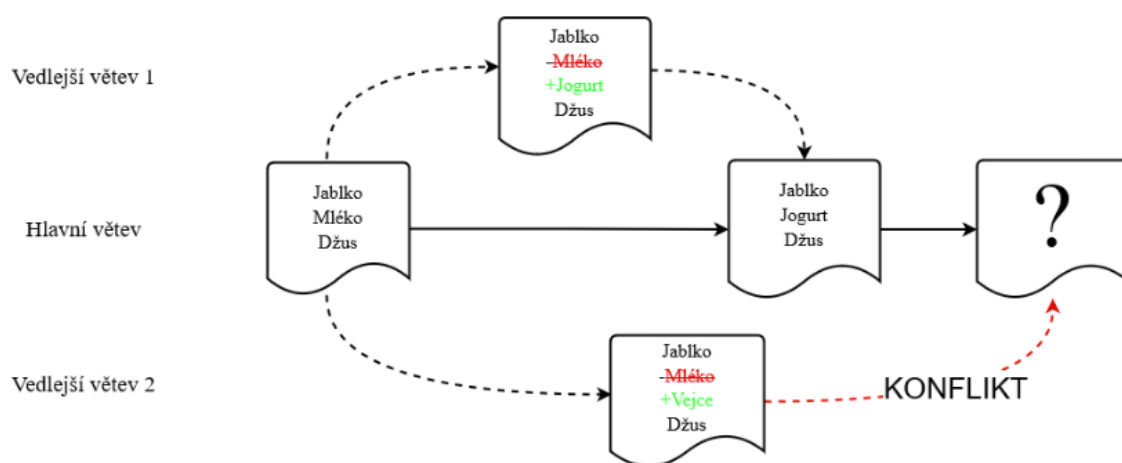 Vedlejší větev 1
Jablko
-Mléko
+Jogurt
Džus
Hlavní větev
Jablko
Mléko
Džus
Jablko
Jogurt
Džus
?
Vedlejší větev 2
Jablko
-Mléko
+Vejce
Džus
KONFLIKT